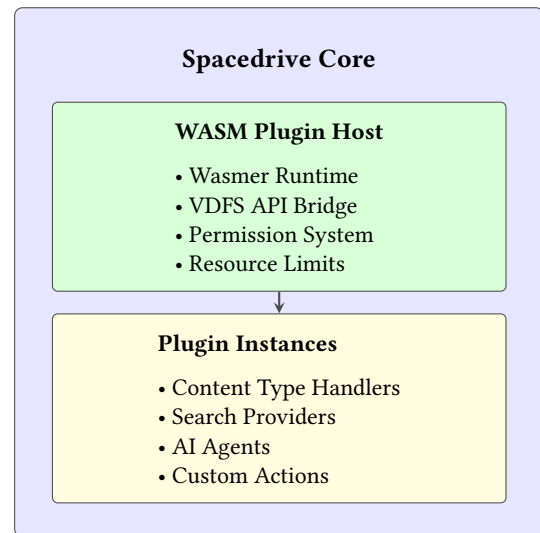 Spacedrive Core
WASM Plugin Host
• Wasmer Runtime
• VDFS API Bridge
• Permission System
• Resource Limits
Plugin Instances
• Content Type Handlers
• Search Providers
• AI Agents
• Custom Actions